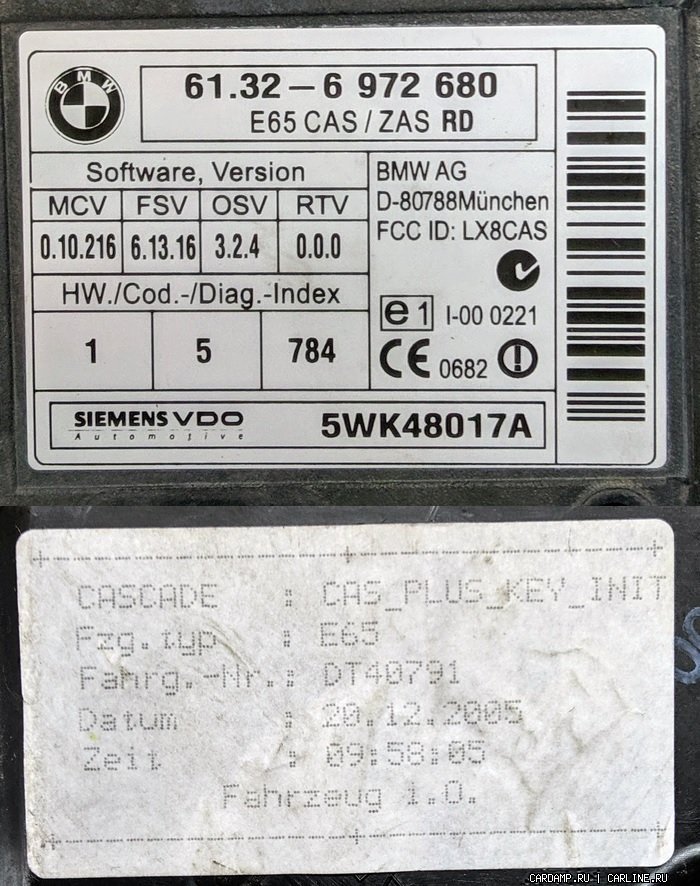 BMW
61.32-6 972 680
E65 CAS/ZAS RD
Software, Version
MCV FSV OSV RTV
0.10.216 6.13.16 3.2.4 0.0.0
HW./Cod.-/Diag.-Index
1 5 784
BMW AG
D-80788München
FCC ID: LX8CAS
e1 I-00 0221
CE 0682
SIEMENS VDO
Automotive
5WK48017A
CASCADE : CAS_PLUS_KEY_INIT
Fzg.typ : E65
Fahrg.-Nr.: DT40791
Datum : 20.12.2005
Zeit : 09:58:05
Fahrzeug i.O.
CARDAMP.RU | CARLINE.RU